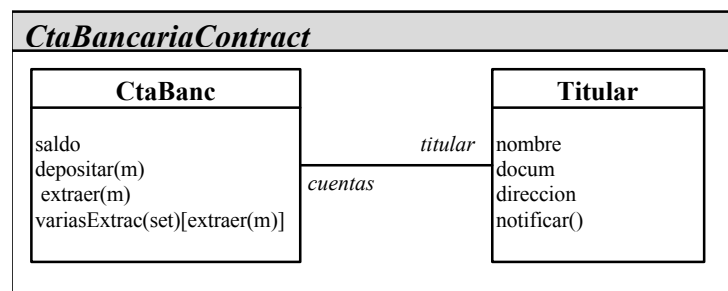 CtaBancariaContract
CtaBanc
saldo
depositar(m)
extraer(m)
variasExtrac(set)[extraer(m)]
cuentas
titular
Titular
nombre
docum
direccion
notificar()